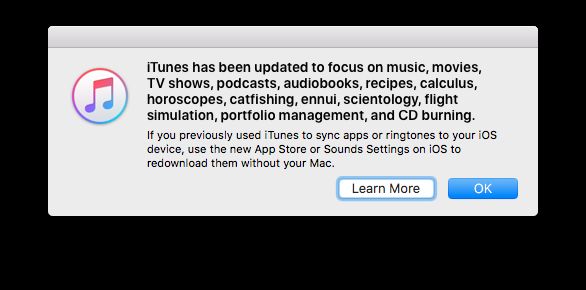 iTunes has been updated to focus on music, movies,
TV shows, podcasts, audiobooks, recipes, calculus,
horoscopes, catfishing, ennui, scientology, flight
simulation, portfolio management, and CD burning.
If you previously used iTunes to sync apps or ringtones to your iOS
device, use the new App Store or Sounds Settings on iOS to
redownload them without your Mac.
Learn More OK